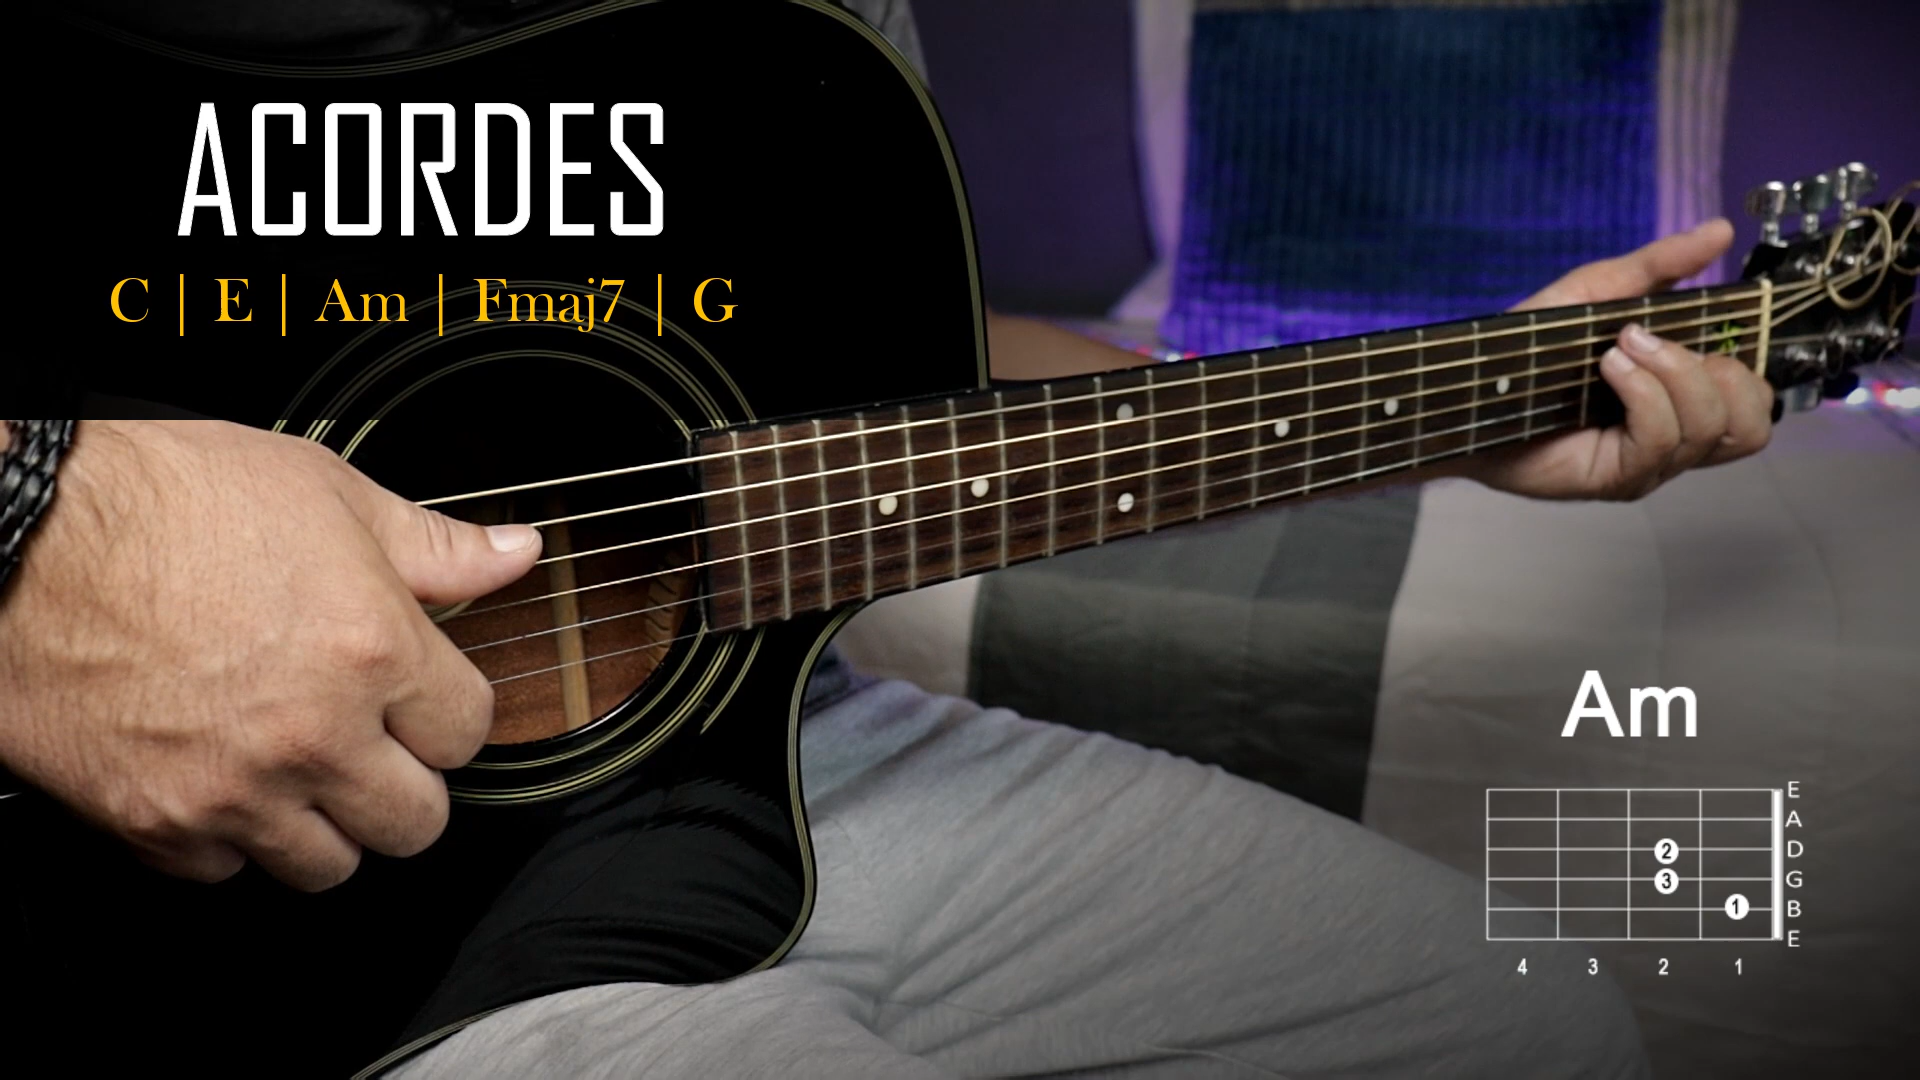 ACORDES
C | E | Am | Fmaj7 | G
Am
E
A
D
2
G
3
B
1
E
4 3 2 1